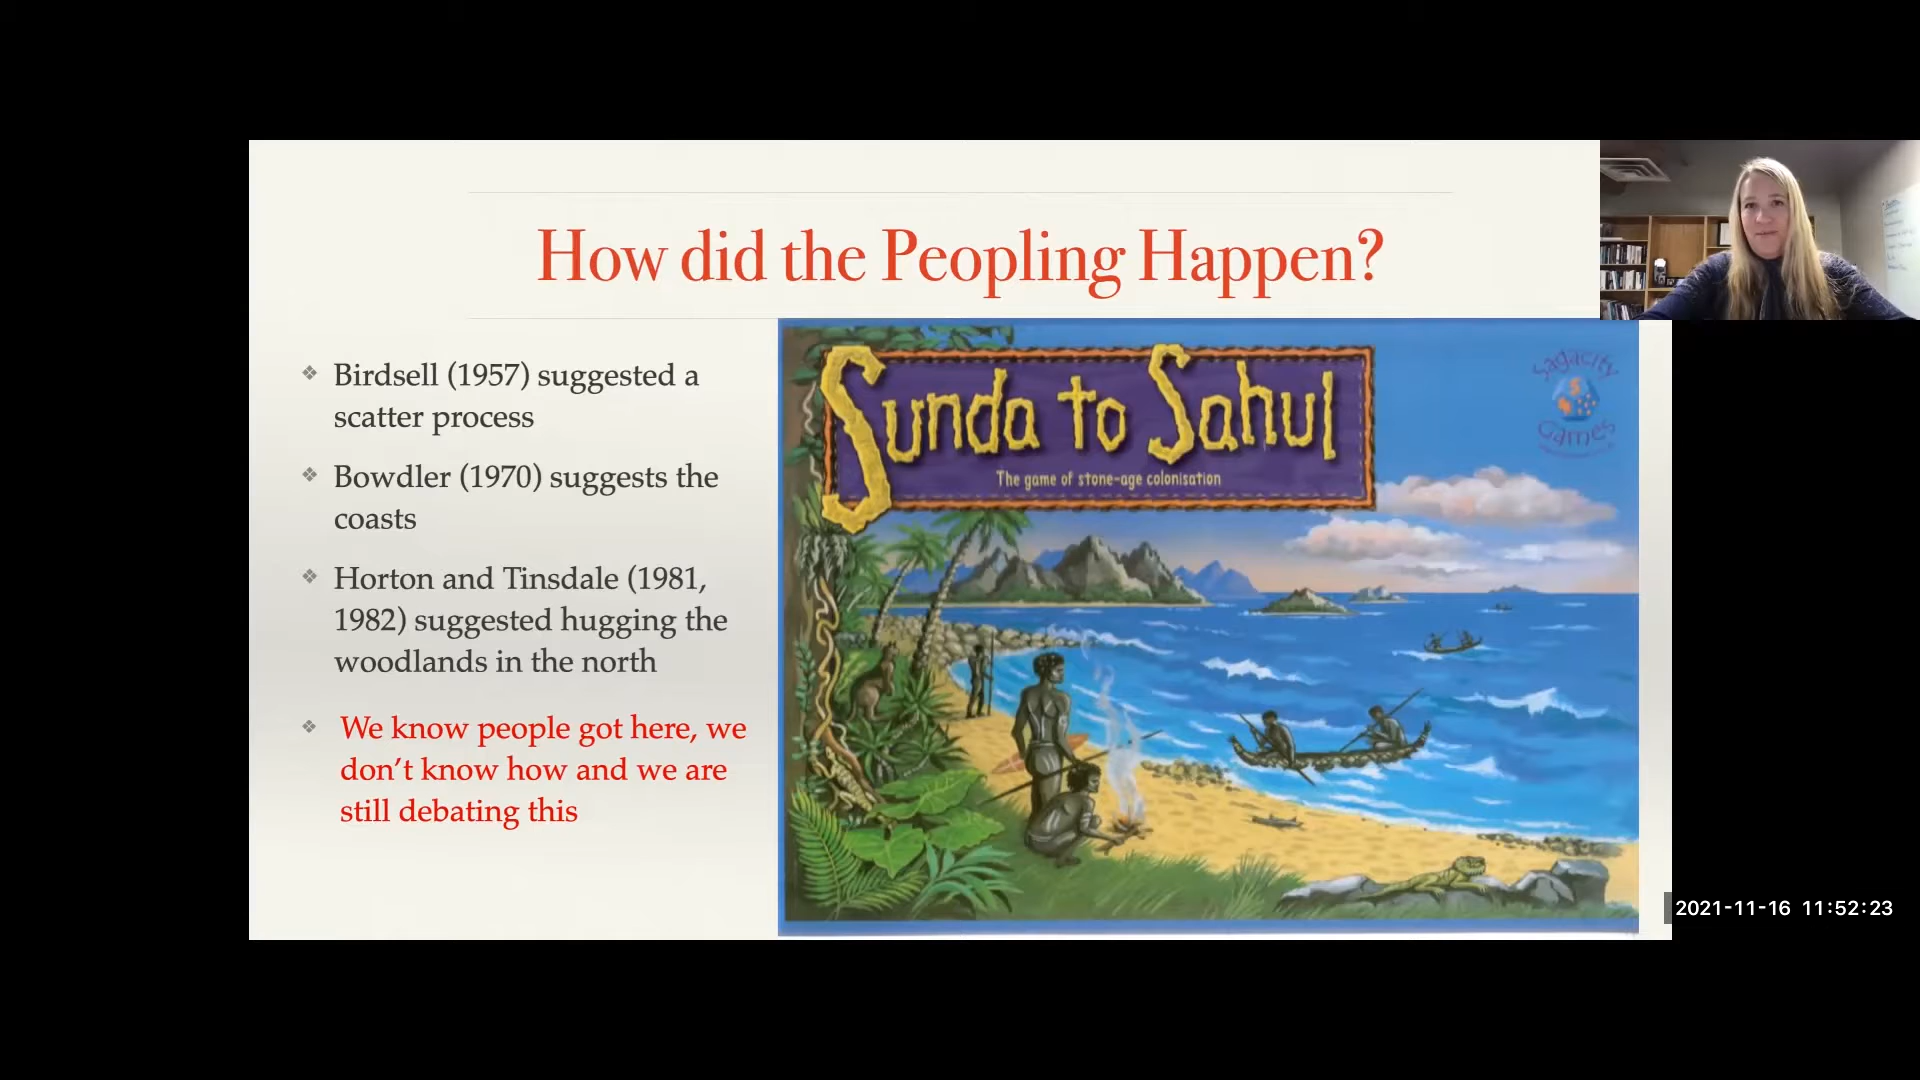 How did the Peopling Happen?
❖ Birdsell (1957) suggested a
scatter process
❖ Bowdler (1970) suggests the
coasts
❖ Horton and Tinsdale (1981,
1982) suggested hugging the
woodlands in the north
❖ We know people got here, we
don’t know how and we are
still debating this
Sunda to Sahul
The game of stone-age colonisation
Sagacity
Games
2021-11-16 11:52:23